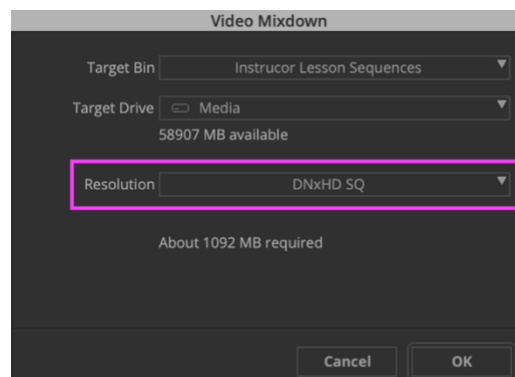 Video Mixdown
Target Bin Instrucor Lesson Sequences
Target Drive Media
58907 MB available
Resolution DNxHD SQ
About 1092 MB required
Cancel OK